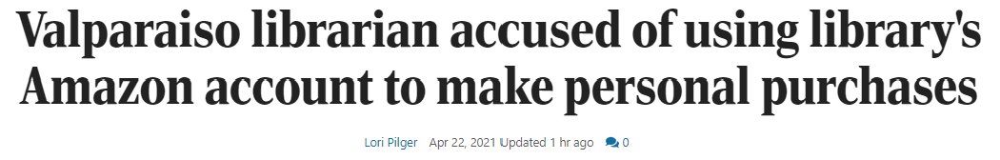 Valparaiso librarian accused of using library's
Amazon account to make personal purchases
Lori Pilger Apr 22, 2021 Updated 1 hr ago 0